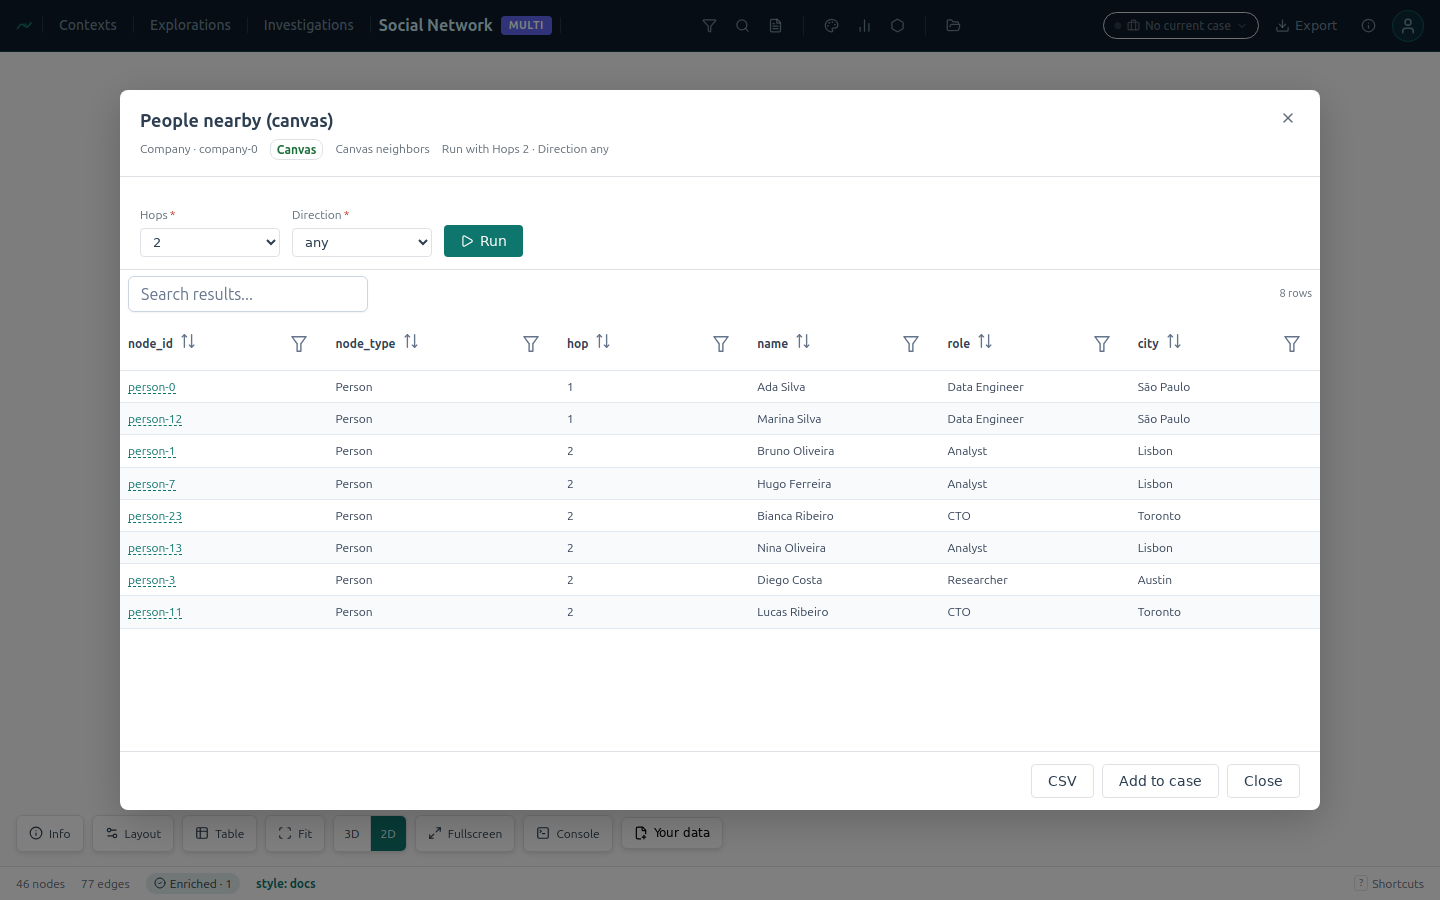 Contexts Explorations Investigations Social Network MULTI No current case Export
People nearby (canvas)
Company · company-0 Canvas Canvas neighbors Run with Hops 2 · Direction any
Hops * Direction *
2 any Run
Search results... 8 rows
node_id node_type hop name role city
person-0 Person 1 Ada Silva Data Engineer São Paulo
person-12 Person 1 Marina Silva Data Engineer São Paulo
person-1 Person 2 Bruno Oliveira Analyst Lisbon
person-7 Person 2 Hugo Ferreira Analyst Lisbon
person-23 Person 2 Bianca Ribeiro CTO Toronto
person-13 Person 2 Nina Oliveira Analyst Lisbon
person-3 Person 2 Diego Costa Researcher Austin
person-11 Person 2 Lucas Ribeiro CTO Toronto
CSV Add to case Close
Info Layout Table Fit 3D 2D Fullscreen Console Your data
46 nodes 77 edges Enriched · 1 style: docs ? Shortcuts